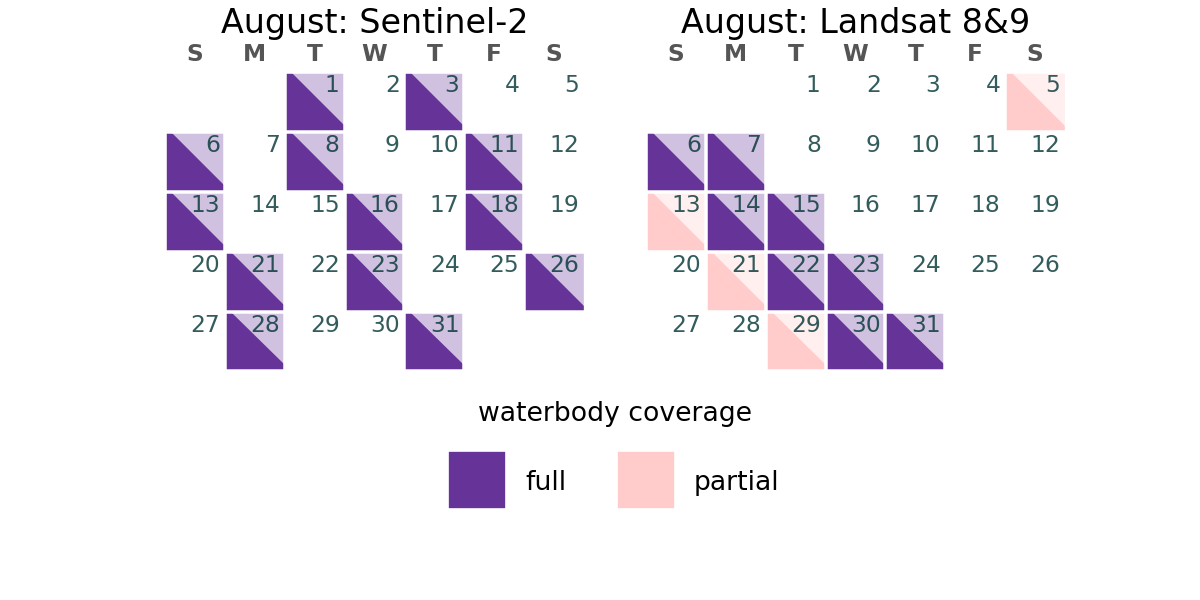 August: Sentinel-2
S M T W T F S
1 2 3 4 5
6 7 8 9 10 11 12
13 14 15 16 17 18 19
20 21 22 23 24 25 26
27 28 29 30 31
August: Landsat 8&9
S M T W T F S
1 2 3 4 5
6 7 8 9 10 11 12
13 14 15 16 17 18 19
20 21 22 23 24 25 26
27 28 29 30 31
waterbody coverage
full partial